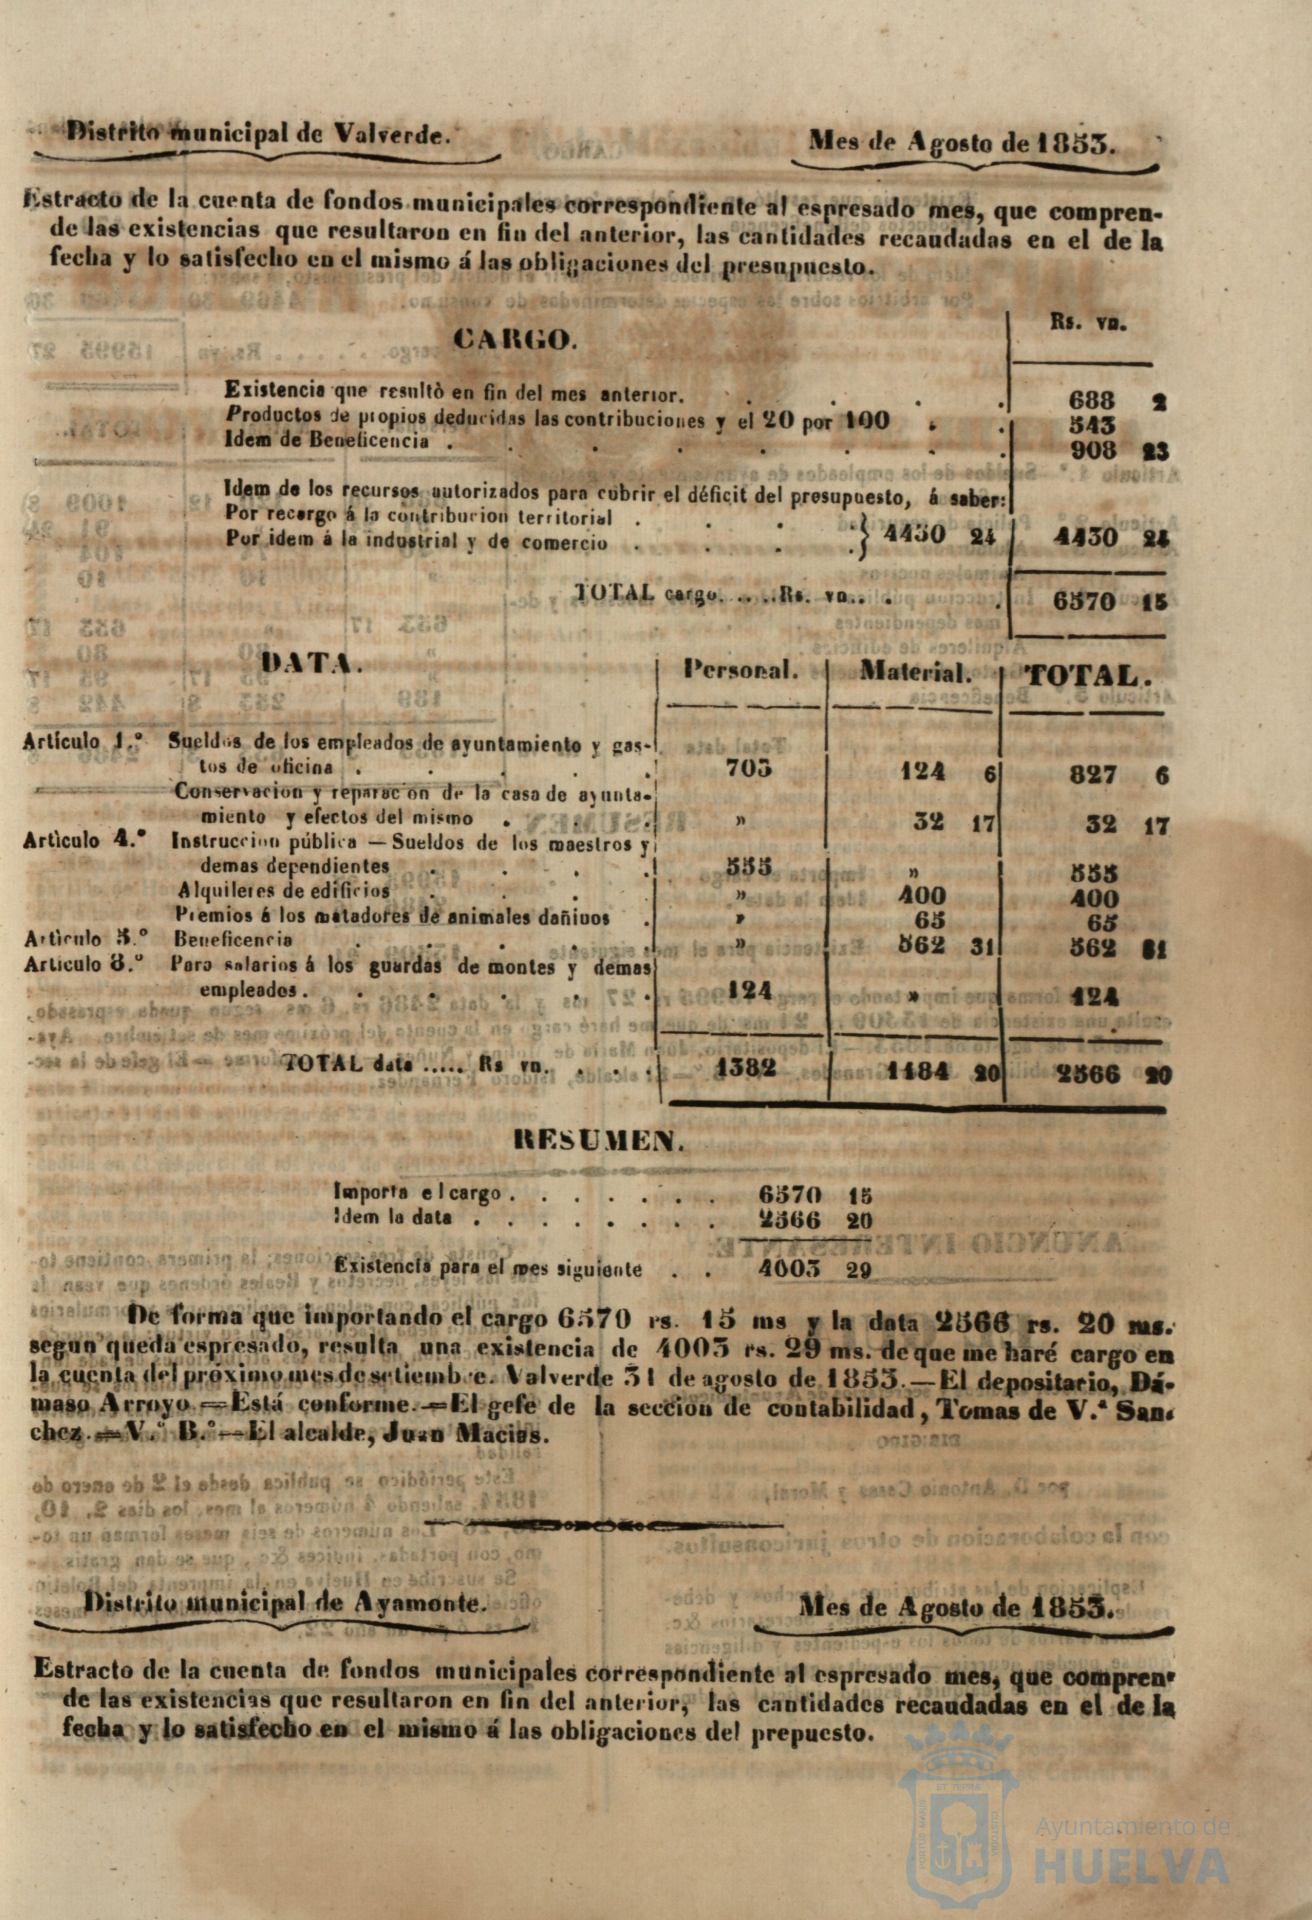 Distrito municipal de Valverde. Mes de Agosto de 1853.
Estracto de la cuenta de fondos municipales correspondiente al espresado mes, que compren-
de las existencias que resultaron en fin del anterior, las cantidades recaudadas en el de la
fecha y lo satisfecho en el mismo á las obligaciones del presupuesto.
CARGO. Rs. vn.
Existencia que resultò en fin del mes anterior. . . . 688 2
Productos de propios deducidas las contribuciones y el 20 por 100 . . 543
Idem de Beneficencia . . . . . . . 908 23
Idem de los recursos autorizados para cubrir el déficit del presupuesto, á saber:
Por recargo á la contribucion territorial . . . . } 4430 24 4430 24
Por idem á la industrial y de comercio . . . .
TOTAL cargo. . . . . Rs. vn. . . . 6570 15
DATA. Personal. Material. TOTAL.
Artículo 1.º Sueldos de los empleados de ayuntamiento y gas-
tos de oficina . . . . . 703 124 6 827 6
Conservacion y reparacion de la casa de ayunta-
miento y efectos del mismo . . . » 32 17 32 17
Artìculo 4.º Instruccion pública — Sueldos de los maestros y
demas dependientes . . . . 555 » 555
Alquileres de edificios . . . . » 400 400
Premios á los matadores de animales dañinos . » 65 65
Artìculo 5.º Beneficencia . . . . . » 562 31 562 31
Artículo 8.º Para salarios á los guardas de montes y demas
empleados. . . . . . 124 » 124
TOTAL data ..... Rs vn. . . . 1382 1184 20 2566 20
RESUMEN.
Importa el cargo . . . . . . . 6570 15
Idem la data . . . . . . . . 2566 20
Existencia para el mes siguiente . . 4003 29
De forma que importando el cargo 6570 rs. 15 ms y la data 2566 rs. 20 ms.
segun queda espresado, resulta una existencia de 4003 rs. 29 ms. de que me haré cargo en
la cuenta del próximo mes de setiembre. Valverde 31 de agosto de 1853.—El depositario, Dá-
maso Arroyo.—Está conforme.—El gefe de la seccion de contabilidad, Tomas de V.ª San-
chez.—V.º B.º—El alcalde, Juan Macias.
Distrito municipal de Ayamonte. Mes de Agosto de 1853.
Estracto de la cuenta de fondos municipales correspondiente al espresado mes, que compren-
de las existencias que resultaron en fin del anterior, las cantidades recaudadas en el de la
fecha y lo satisfecho en el mismo á las obligaciones del prepuesto.
Ayuntamiento de
HUELVA